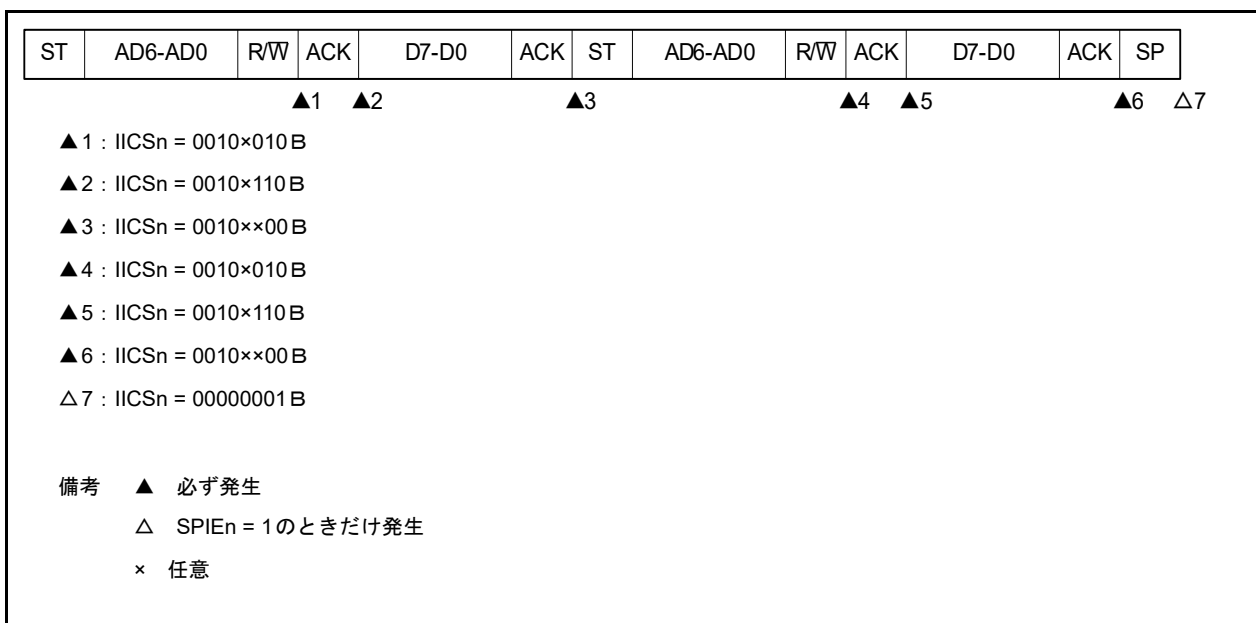 ST AD6-AD0 R/W̅ ACK D7-D0 ACK ST AD6-AD0 R/W̅ ACK D7-D0 ACK SP
▲1 ▲2 ▲3 ▲4 ▲5 ▲6 △7
▲1 : IICSn = 0010×010B
▲2 : IICSn = 0010×110B
▲3 : IICSn = 0010××00B
▲4 : IICSn = 0010×010B
▲5 : IICSn = 0010×110B
▲6 : IICSn = 0010××00B
△7 : IICSn = 00000001B
備考 ▲ 必ず発生
△ SPIEn = 1のときだけ発生
× 任意